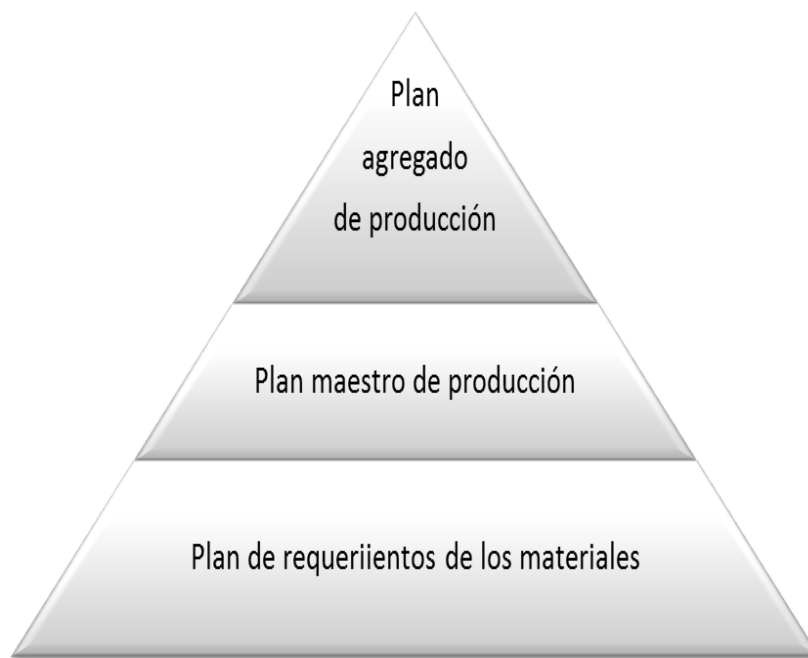 Plan
agregado
de producción
Plan maestro de producción
Plan de requeriientos de los materiales